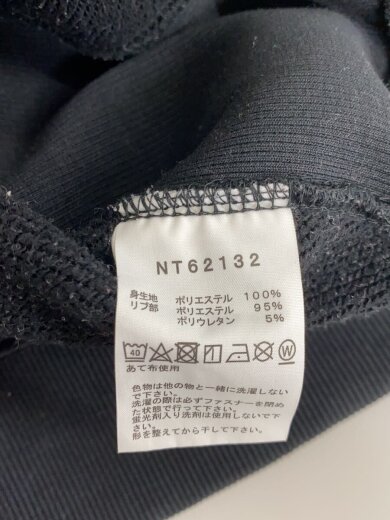 NT62132
身生地 ポリエステル 100%
リブ部 ポリエステル 95%
ポリウレタン 5%
40 W
あて布使用
色物は他の物と一緒に洗濯しない
で下さい。
洗濯の際は必ずファスナーを閉め
た状態で行って下さい。
蛍光剤入り洗剤は使用しないで下
さい。
形を整えてから干して下さい。